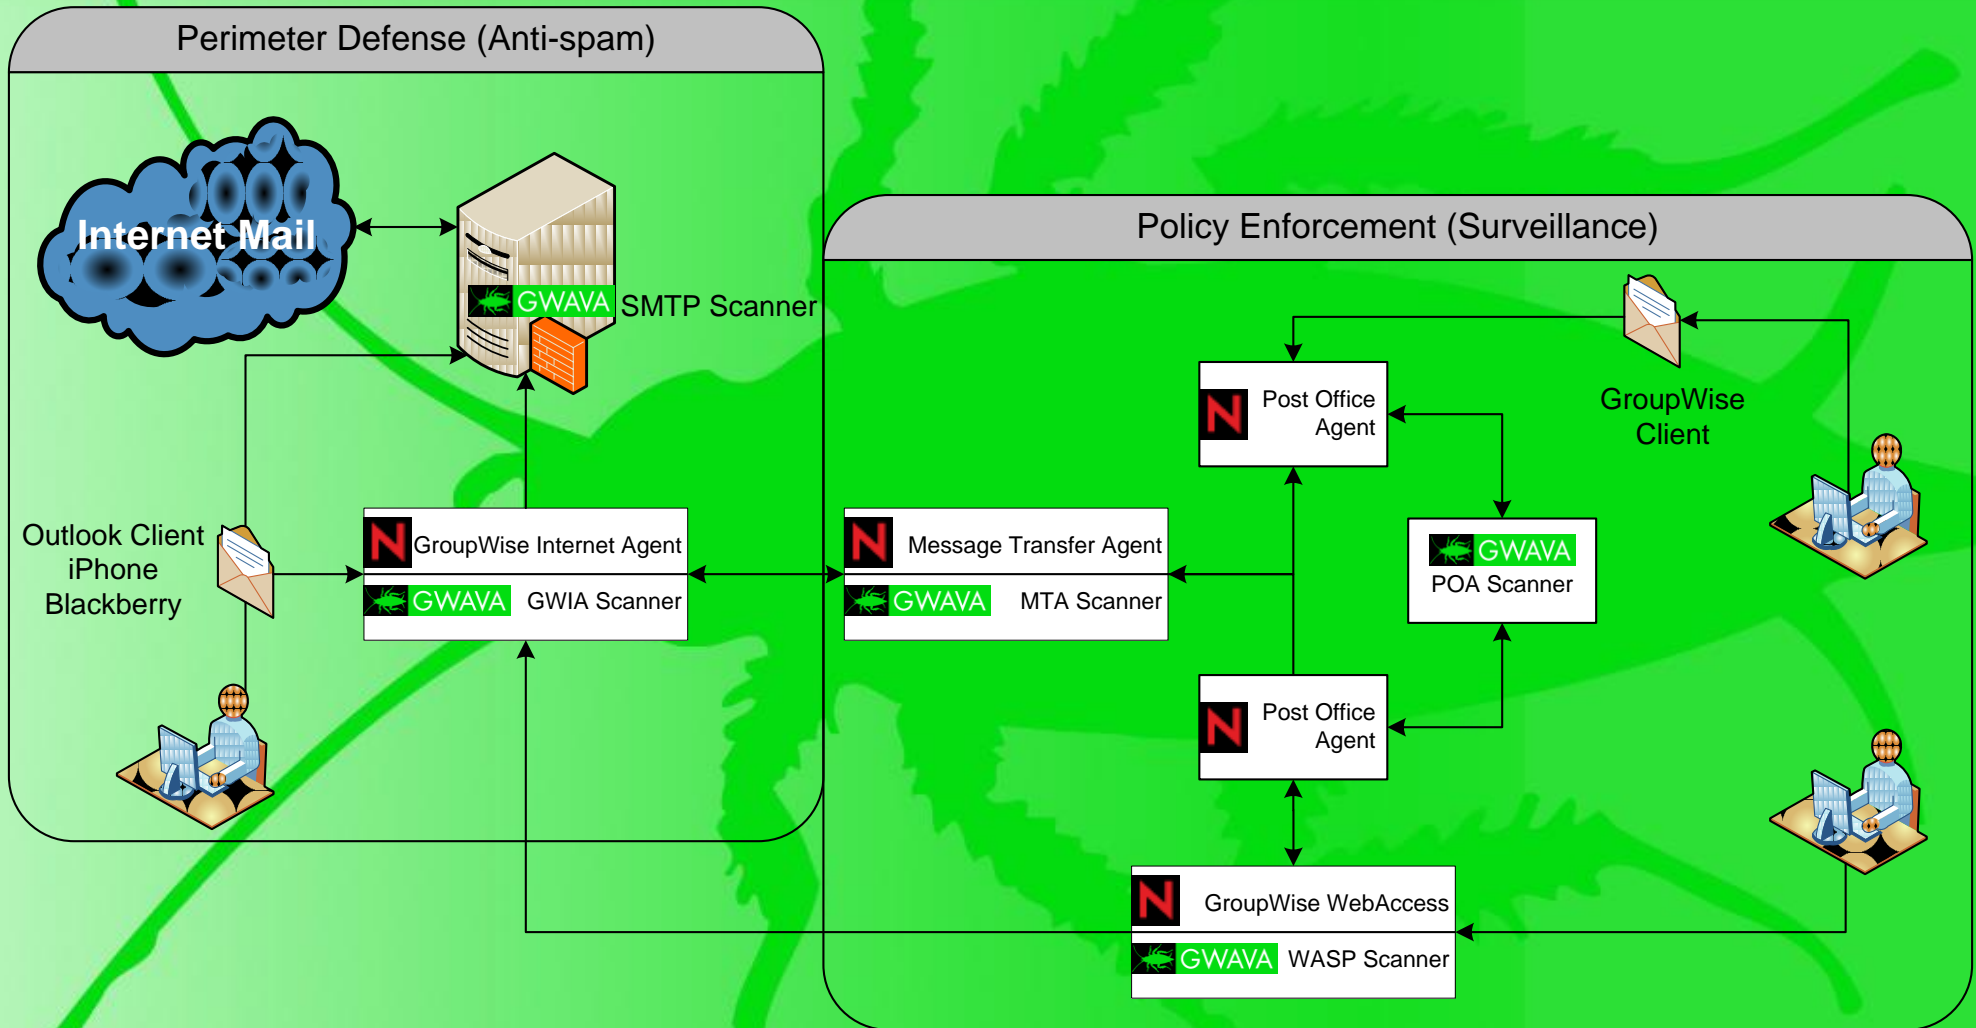 Perimeter Defense (Anti-spam)
Internet Mail
GWAVA SMTP Scanner
Outlook Client
iPhone
Blackberry
N GroupWise Internet Agent
GWAVA GWIA Scanner
Policy Enforcement (Surveillance)
GroupWise
Client
N Post Office
Agent
N Message Transfer Agent
GWAVA MTA Scanner
GWAVA
POA Scanner
N Post Office
Agent
N GroupWise WebAccess
GWAVA WASP Scanner